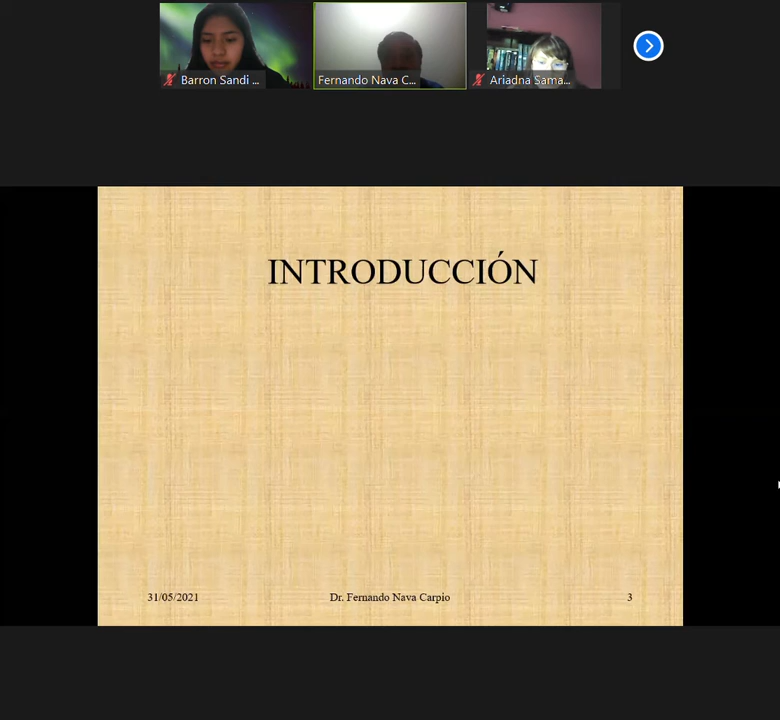 Barron Sandi ...
Fernando Nava C...
Ariadna Sama...
INTRODUCCIÓN
31/05/2021
Dr. Fernando Nava Carpio
3